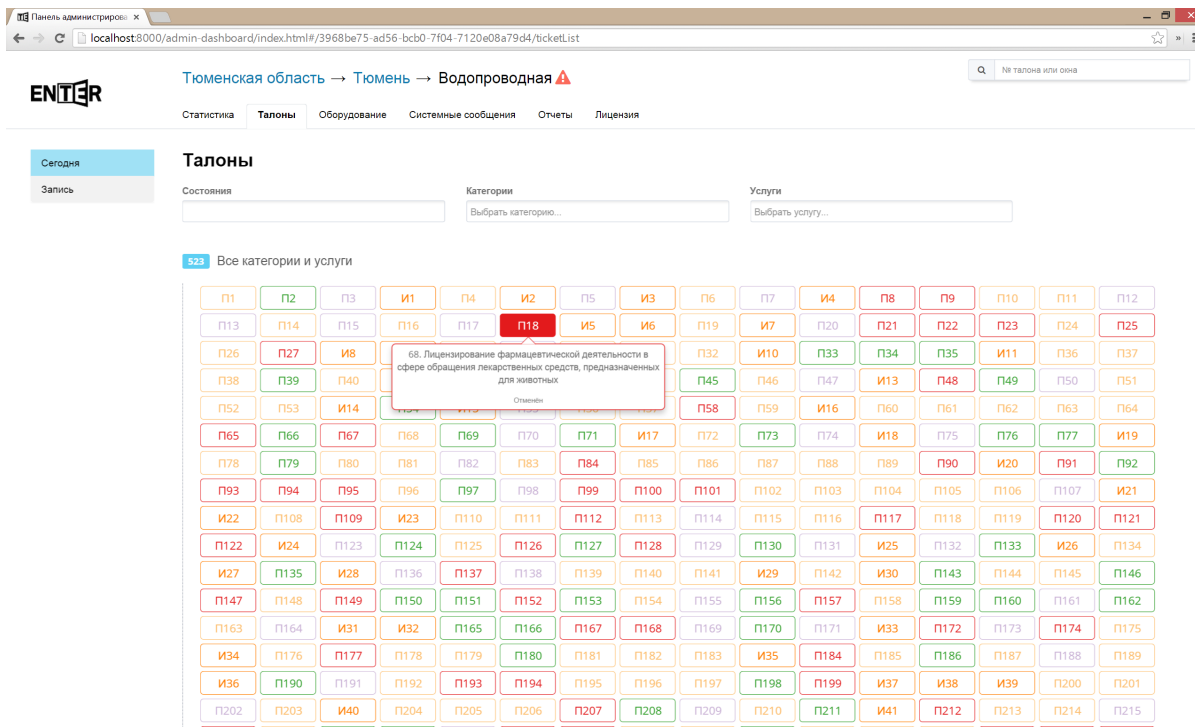 Панель администрирова
localhost:8000/admin-dashboard/index.html#/3968be75-ad56-bcb0-7f04-7120e08a79d4/ticketList
ENTER
Тюменская область → Тюмень → Водопроводная
№ талона или окна
Статистика Талоны Оборудование Системные сообщения Отчеты Лицензия
Сегодня
Запись
Талоны
Состояния Категории Услуги
Выбрать категорию... Выбрать услугу...
523 Все категории и услуги
П1 П2 П3 И1 П4 И2 П5 И3 П6 П7 И4 П8 П9 П10 П11 П12
П13 П14 П15 П16 П17 П18 И5 И6 П19 И7 П20 П21 П22 П23 П24 П25
П26 П27 И8 П32 И10 П33 П34 П35 И11 П36 П37
68. Лицензирование фармацевтической деятельности в
сфере обращения лекарственных средств, предназначенных
для животных
Отменён
П38 П39 П40 П45 П46 П47 И13 П48 П49 П50 П51
П52 П53 И14 П58 П59 И16 П60 П61 П62 П63 П64
П65 П66 П67 П68 П69 П70 П71 И17 П72 П73 П74 И18 П75 П76 П77 И19
П78 П79 П80 П81 П82 П83 П84 П85 П86 П87 П88 П89 П90 И20 П91 П92
П93 П94 П95 П96 П97 П98 П99 П100 П101 П102 П103 П104 П105 П106 П107 И21
И22 П108 П109 И23 П110 П111 П112 П113 П114 П115 П116 П117 П118 П119 П120 П121
П122 И24 П123 П124 П125 П126 П127 П128 П129 П130 П131 И25 П132 П133 И26 П134
И27 П135 И28 П136 П137 П138 П139 П140 П141 И29 П142 И30 П143 П144 П145 П146
П147 П148 П149 П150 П151 П152 П153 П154 П155 П156 П157 П158 П159 П160 П161 П162
П163 П164 И31 И32 П165 П166 П167 П168 П169 П170 П171 И33 П172 П173 П174 П175
И34 П176 П177 П178 П179 П180 П181 П182 П183 И35 П184 П185 П186 П187 П188 П189
И36 П190 П191 П192 П193 П194 П195 П196 П197 П198 П199 И37 И38 И39 П200 П201
П202 П203 И40 П204 П205 П206 П207 П208 П209 П210 П211 И41 П212 П213 П214 П215